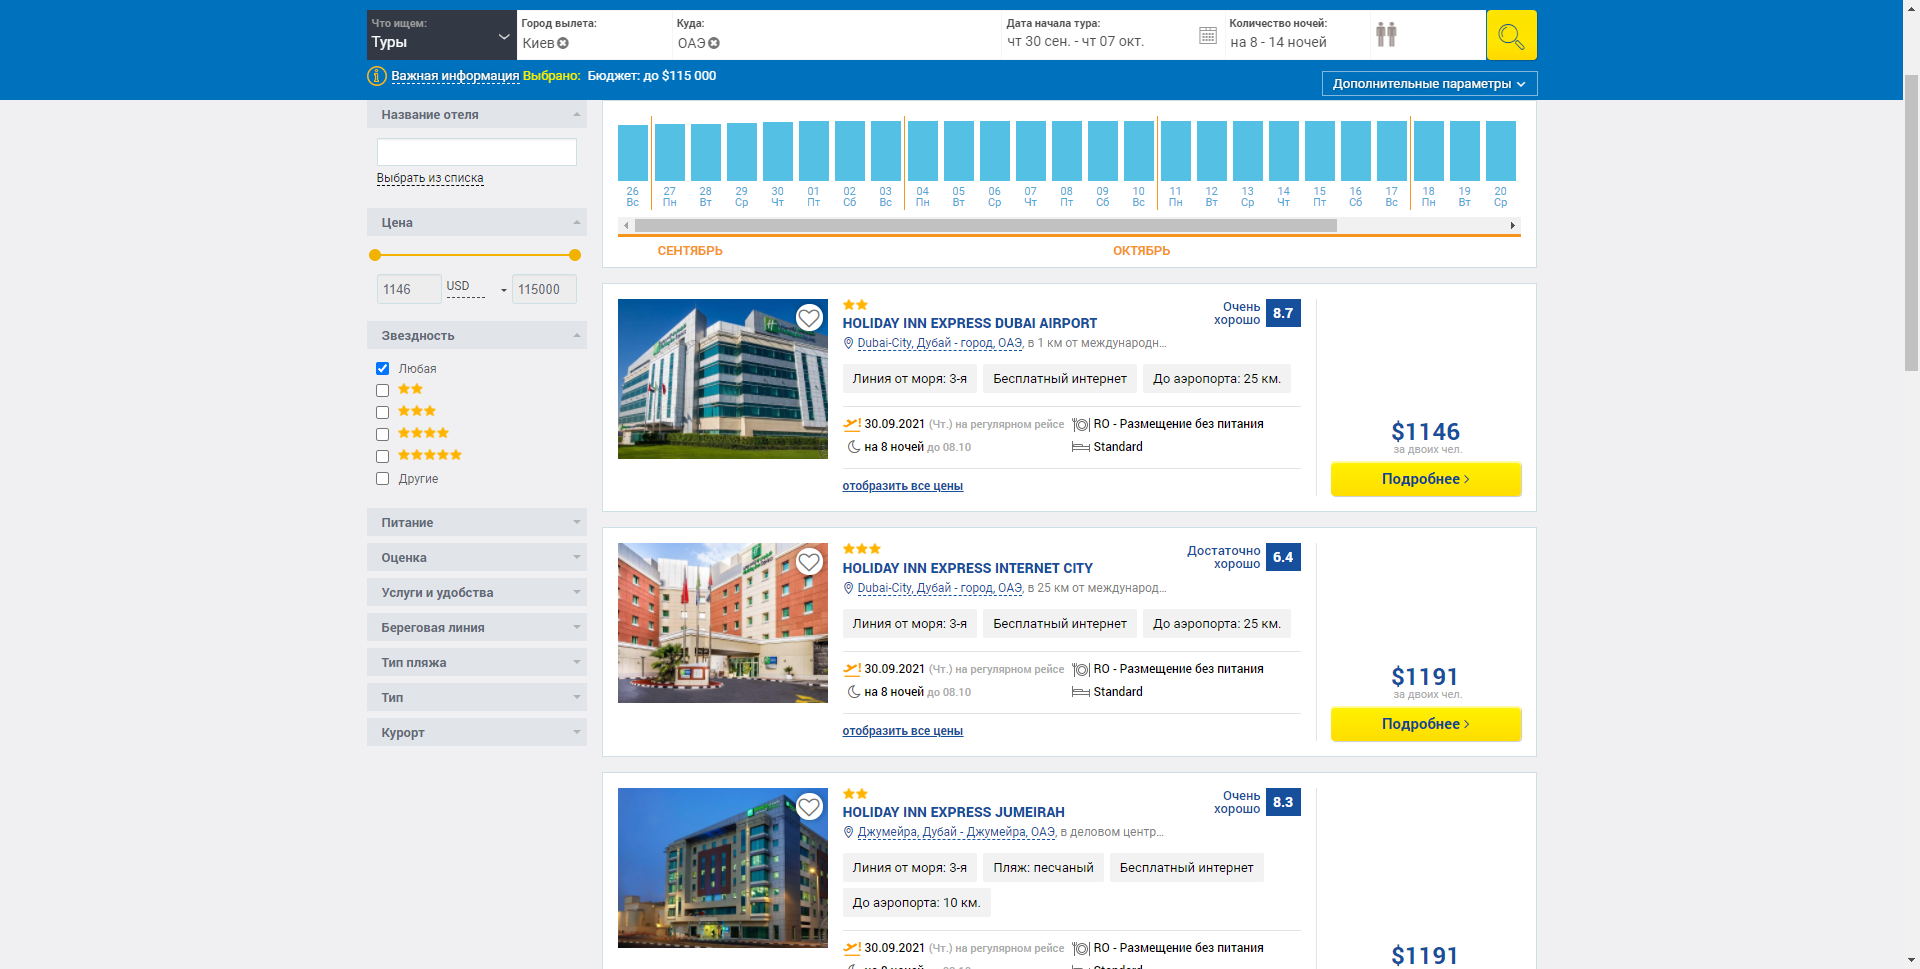 Что ищем:
Туры
Город вылета:
Киев
Куда:
ОАЭ
Дата начала тура:
чт 30 сен. - чт 07 окт.
Количество ночей:
на 8 - 14 ночей
Важная информация Выбрано: Бюджет: до $115 000
Дополнительные параметры
Название отеля
Выбрать из списка
Цена
1146 USD 115000
Звездность
Любая
Другие
Питание
Оценка
Услуги и удобства
Береговая линия
Тип пляжа
Тип
Курорт
26 27 28 29 30 01 02 03 04 05 06 07 08 09 10 11 12 13 14 15 16 17 18 19 20
Вс Пн Вт Ср Чт Пт Сб Вс Пн Вт Ср Чт Пт Сб Вс Пн Вт Ср Чт Пт Сб Вс Пн Вт Ср
СЕНТЯБРЬ ОКТЯБРЬ
HOLIDAY INN EXPRESS DUBAI AIRPORT
Очень
хорошо
8.7
Dubai-City, Дубай - город, ОАЭ, в 1 км от международн...
Линия от моря: 3-я Бесплатный интернет До аэропорта: 25 км.
30.09.2021 (Чт.) на регулярном рейсе RO - Размещение без питания
на 8 ночей до 08.10 Standard
отобразить все цены
$1146
за двоих чел.
Подробнее
HOLIDAY INN EXPRESS INTERNET CITY
Достаточно
хорошо
6.4
Dubai-City, Дубай - город, ОАЭ, в 25 км от международ...
Линия от моря: 3-я Бесплатный интернет До аэропорта: 25 км.
30.09.2021 (Чт.) на регулярном рейсе RO - Размещение без питания
на 8 ночей до 08.10 Standard
отобразить все цены
$1191
за двоих чел.
Подробнее
HOLIDAY INN EXPRESS JUMEIRAH
Очень
хорошо
8.3
Джумейра, Дубай - Джумейра, ОАЭ, в деловом центр...
Линия от моря: 3-я Пляж: песчаный Бесплатный интернет
До аэропорта: 10 км.
30.09.2021 (Чт.) на регулярном рейсе RO - Размещение без питания
$1191